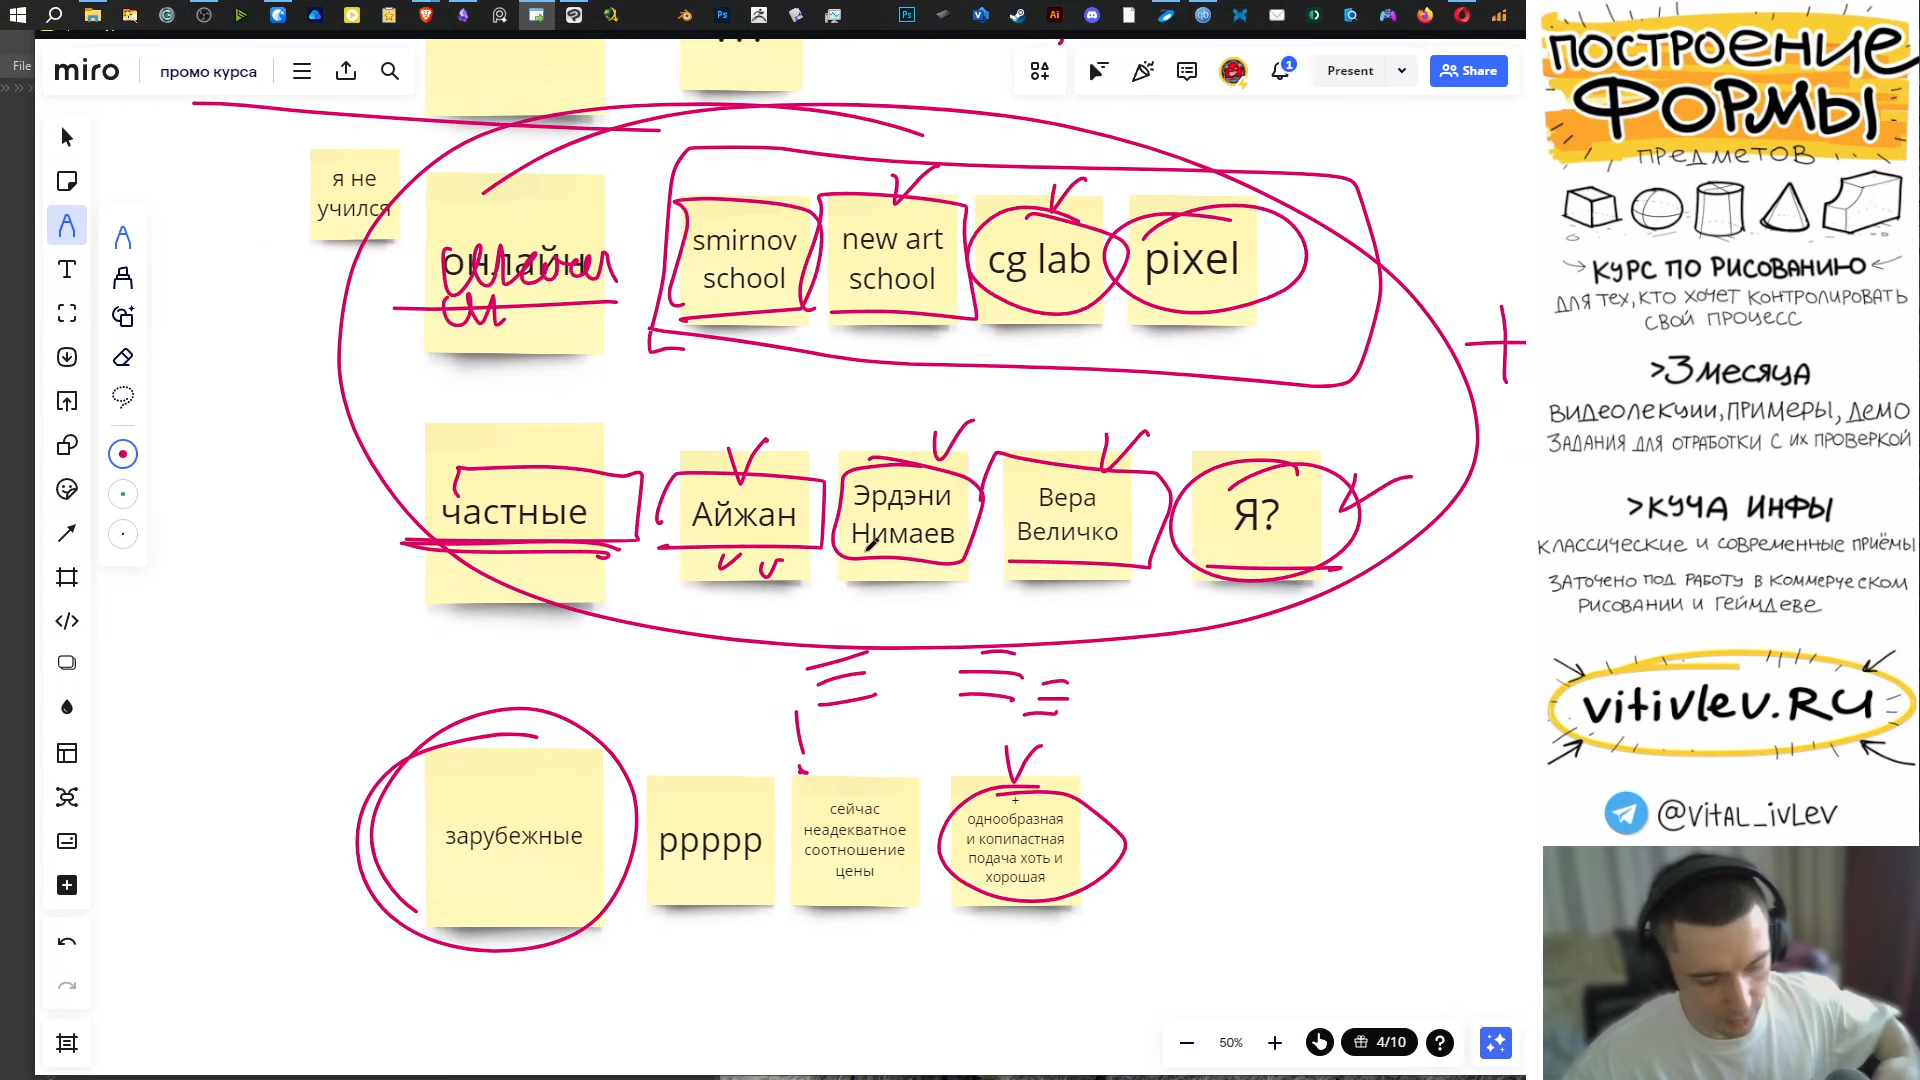 File
miro
промо курса
1
Present
Share
я не
учился
онлайн
smirnov
school
new art
school
cg lab
pixel
частные
Айжан
Эрдэни
Нимаев
Вера
Величко
Я?
зарубежные
ррррр
сейчас
неадекватное
соотношение
цены
+
однообразная
и копипастная
подача хоть и
хорошая
50%
4/10
?
ПОСТРОЕНИЕ
ФОРМЫ
ПРЕДМЕТОВ
КУРС ПО РИСОВАНИЮ
ДЛЯ ТЕХ, КТО ХОЧЕТ КОНТРОЛИРОВАТЬ
СВОЙ ПРОЦЕСС
>3 месяца
ВИДЕОЛЕКЦИИ, ПРИМЕРЫ, ДЕМО
ЗАДАНИЯ ДЛЯ ОТРАБОТКИ С ИХ ПРОВЕРКОЙ
>КУЧА ИНФЫ
КЛАССИЧЕСКИЕ И СОВРЕМЕННЫЕ ПРИЁМЫ
ЗАТОЧЕНО ПОД РАБОТУ В КОММЕРЧЕСКОМ
РИСОВАНИИ И ГЕЙМДЕВЕ
vitivlev.RU
@VITAL_IVLEV